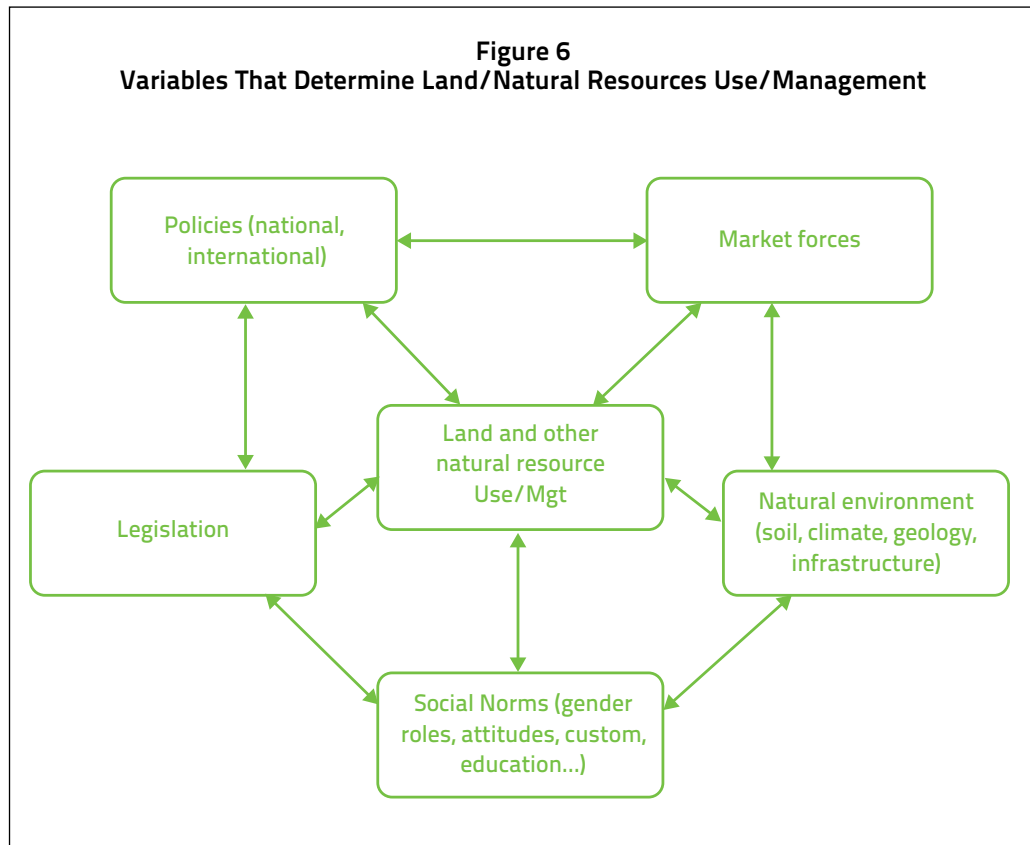 Figure 6
Variables That Determine Land/Natural Resources Use/Management
Policies (national,
international)
Market forces
Land and other
natural resource
Use/Mgt
Legislation
Natural environment
(soil, climate, geology,
infrastructure)
Social Norms (gender
roles, attitudes, custom,
education...)